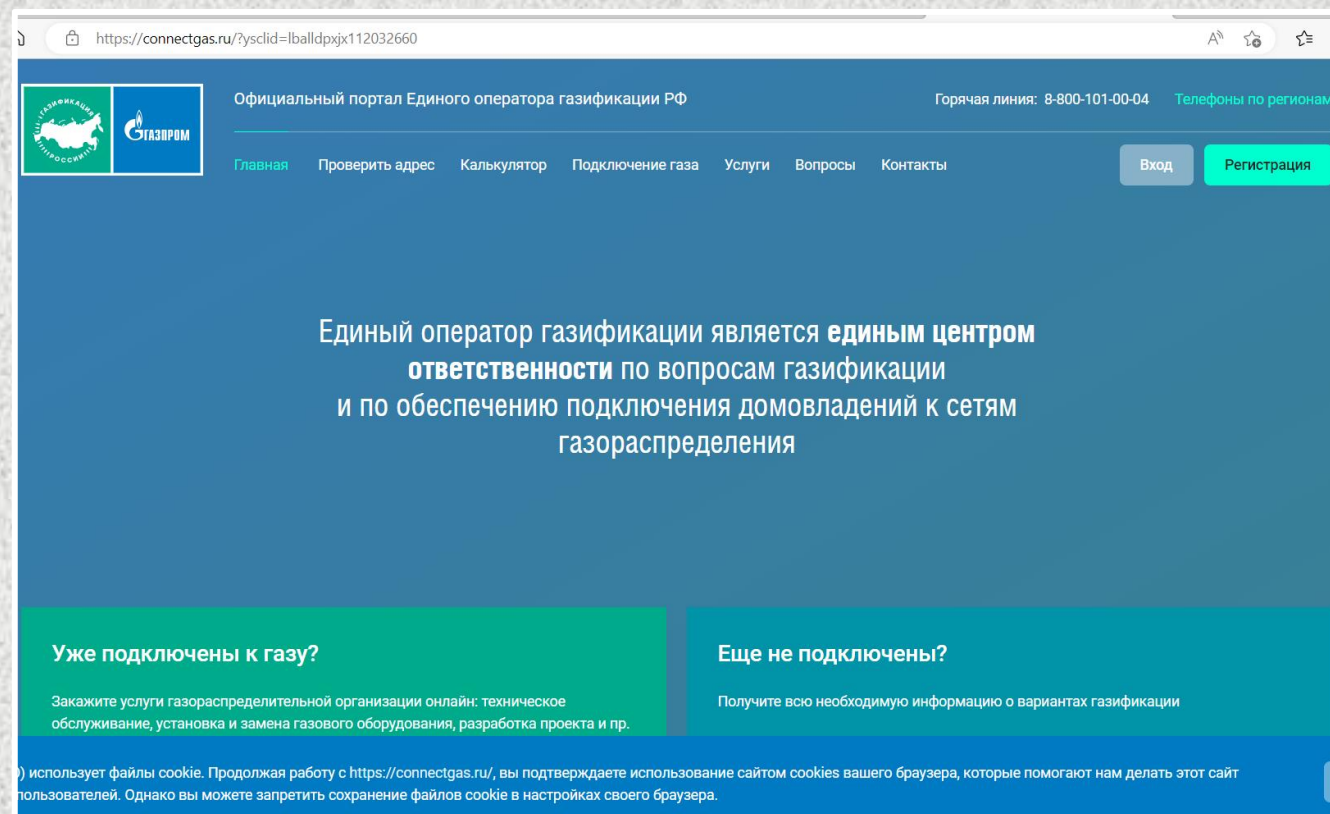 https://connectgas.ru/?ysclid=lballdpxjx112032660
ГАЗИФИКАЦИЯ
РОССИИ
ГАЗПРОМ
Официальный портал Единого оператора газификации РФ
Горячая линия: 8-800-101-00-04 Телефоны по регионам
Главная Проверить адрес Калькулятор Подключение газа Услуги Вопросы Контакты Вход Регистрация
Единый оператор газификации является единым центром
ответственности по вопросам газификации
и по обеспечению подключения домовладений к сетям
газораспределения
Уже подключены к газу?
Закажите услуги газораспределительной организации онлайн: техническое
обслуживание, установка и замена газового оборудования, разработка проекта и пр.
Еще не подключены?
Получите всю необходимую информацию о вариантах газификации
) использует файлы cookie. Продолжая работу с https://connectgas.ru/, вы подтверждаете использование сайтом cookies вашего браузера, которые помогают нам делать этот сайт
пользователей. Однако вы можете запретить сохранение файлов cookie в настройках своего браузера.